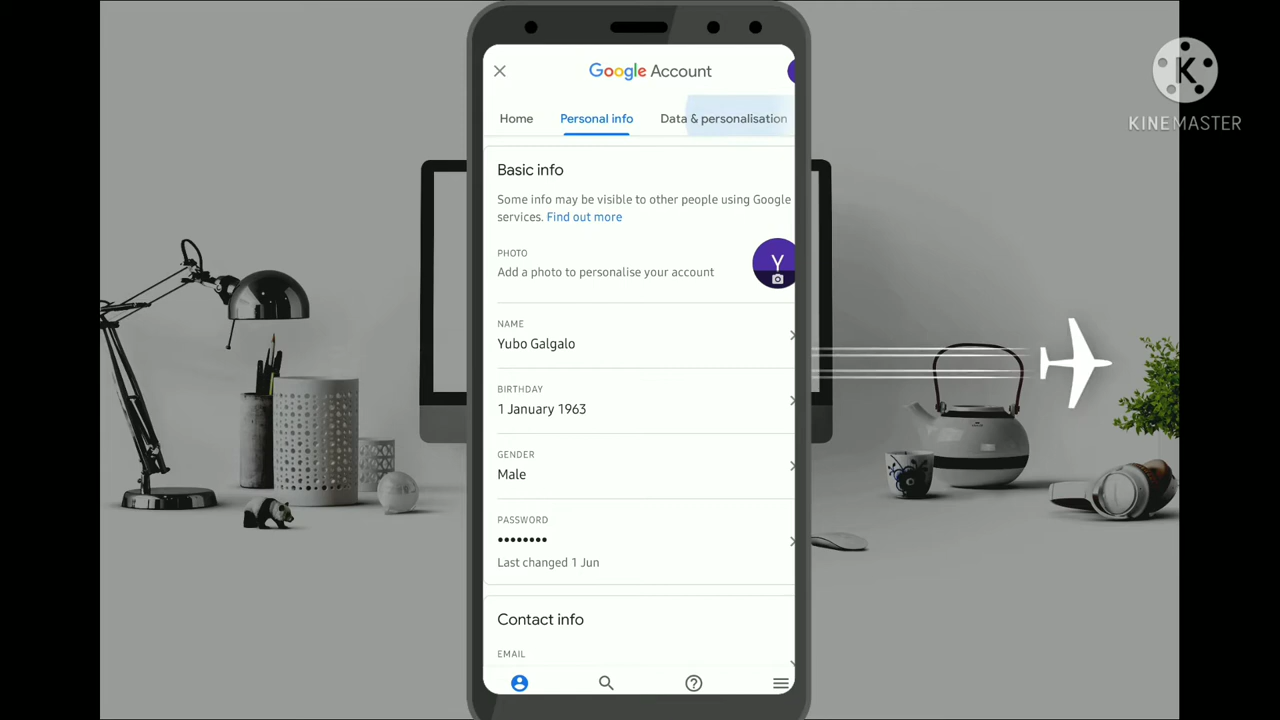 Google Account
Home Personal info Data & personalisation
Basic info
Some info may be visible to other people using Google
services. Find out more
PHOTO
Add a photo to personalise your account
Y
NAME
Yubo Galgalo
BIRTHDAY
1 January 1963
GENDER
Male
PASSWORD
••••••••
Last changed 1 Jun
Contact info
EMAIL
K
KINEMASTER